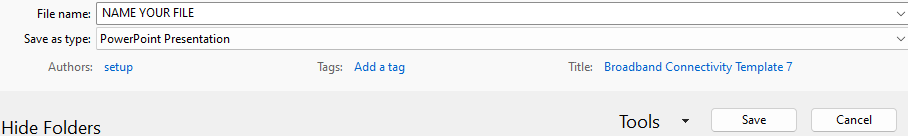 File name: NAME YOUR FILE
Save as type: PowerPoint Presentation
Authors: setup Tags: Add a tag Title: Broadband Connectivity Template 7
Hide Folders Tools Save Cancel